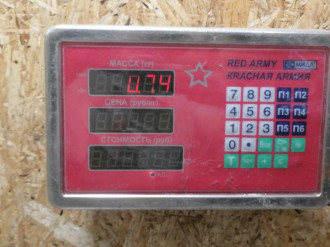 МАССА (кг)
0.74
ЦЕНА (рубли)
СТОИМОСТЬ (руб)
RED ARMY
КРАСНАЯ АРМИЯ
7 8 9 П1 П2
4 5 6 П3 П4
1 2 3 П5 П6
0 •
T